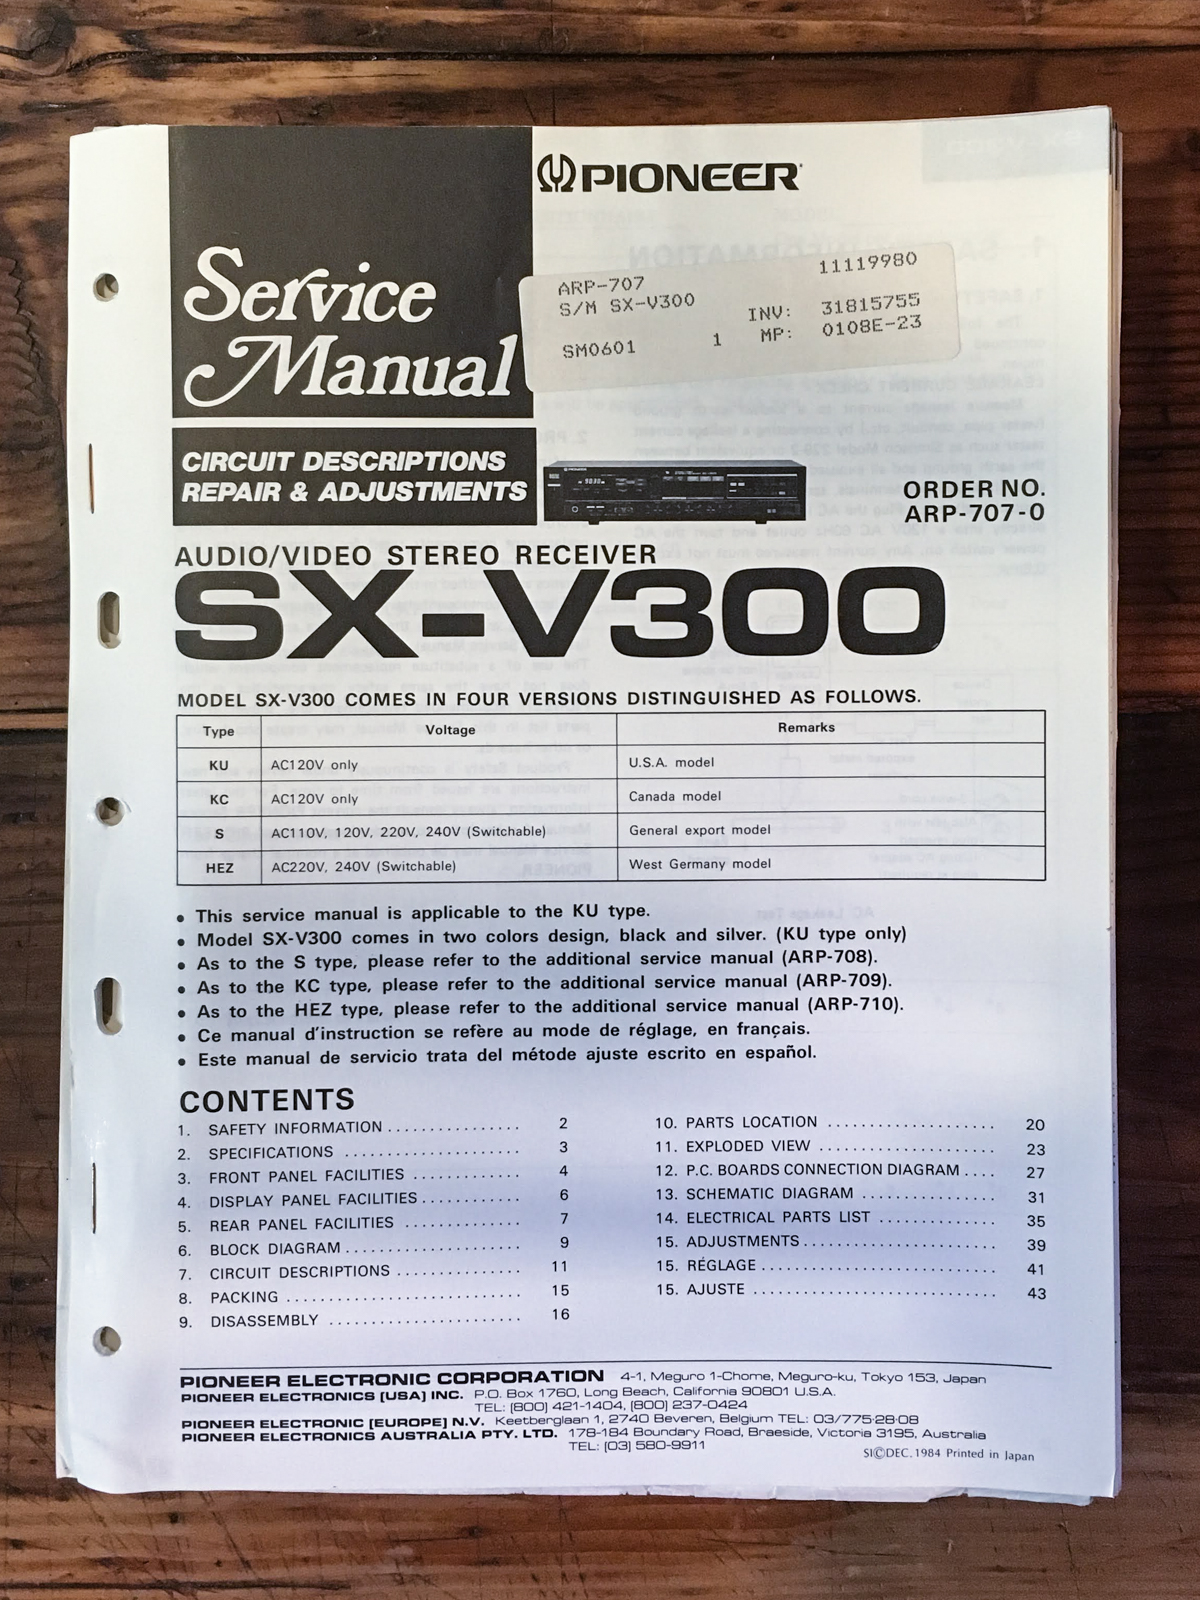 PIONEER
Service
Manual
ARP-707 11119980
S/M SX-V300 INV: 31815755
SM0601 1 MP: 0108E-23
CIRCUIT DESCRIPTIONS
REPAIR & ADJUSTMENTS
ORDER NO.
ARP-707-0
AUDIO/VIDEO STEREO RECEIVER
SX-V300
MODEL SX-V300 COMES IN FOUR VERSIONS DISTINGUISHED AS FOLLOWS.
Type Voltage Remarks
KU AC120V only U.S.A. model
KC AC120V only Canada model
S AC110V, 120V, 220V, 240V (Switchable) General export model
HEZ AC220V, 240V (Switchable) West Germany model
• This service manual is applicable to the KU type.
• Model SX-V300 comes in two colors design, black and silver. (KU type only)
• As to the S type, please refer to the additional service manual (ARP-708).
• As to the KC type, please refer to the additional service manual (ARP-709).
• As to the HEZ type, please refer to the additional service manual (ARP-710).
• Ce manual d'instruction se refère au mode de réglage, en français.
• Este manual de servicio trata del métode ajuste escrito en español.
CONTENTS
1. SAFETY INFORMATION ............... 2
2. SPECIFICATIONS .................... 3
3. FRONT PANEL FACILITIES ............ 4
4. DISPLAY PANEL FACILITIES ........... 6
5. REAR PANEL FACILITIES ............. 7
6. BLOCK DIAGRAM .................... 9
7. CIRCUIT DESCRIPTIONS .............. 11
8. PACKING .......................... 15
9. DISASSEMBLY ...................... 16
10. PARTS LOCATION ................... 20
11. EXPLODED VIEW .................... 23
12. P.C. BOARDS CONNECTION DIAGRAM .... 27
13. SCHEMATIC DIAGRAM ............... 31
14. ELECTRICAL PARTS LIST ............. 35
15. ADJUSTMENTS ...................... 39
15. RÉGLAGE .......................... 41
15. AJUSTE ........................... 43
PIONEER ELECTRONIC CORPORATION 4-1, Meguro 1-Chome, Meguro-ku, Tokyo 153, Japan
PIONEER ELECTRONICS [USA] INC. P.O. Box 1760, Long Beach, California 90801 U.S.A.
TEL: [800] 421-1404, [800] 237-0424
PIONEER ELECTRONIC [EUROPE] N.V. Keetberglaan 1, 2740 Beveren, Belgium TEL: 03/775·28·08
PIONEER ELECTRONICS AUSTRALIA PTY. LTD. 178-184 Boundary Road, Braeside, Victoria 3195, Australia
TEL: [03] 580-9911
SI©DEC. 1984 Printed in Japan